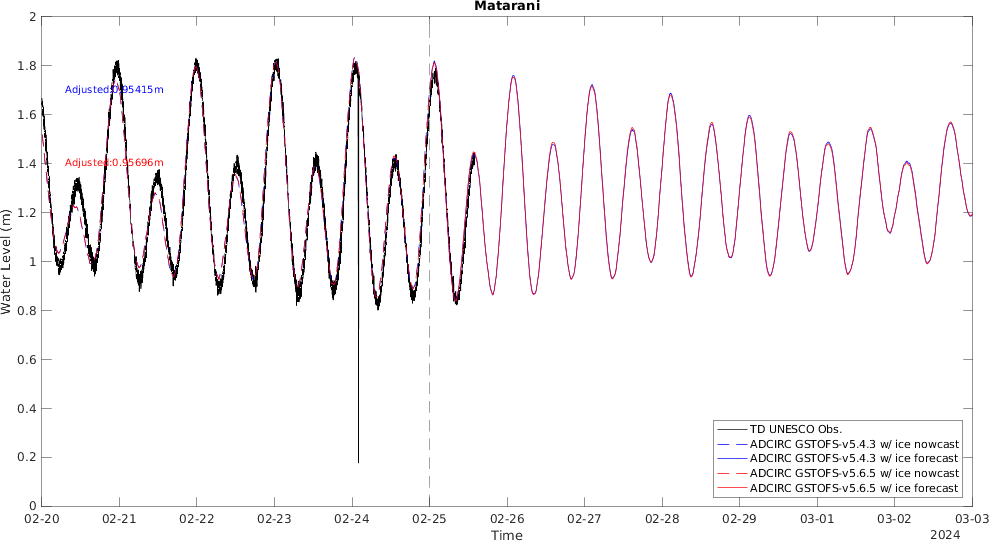 Matarani
2
1.8
1.6
1.4
1.2
1
0.8
0.6
0.4
0.2
0
Water Level (m)
Adjusted:0.95415m
Adjusted:0.95696m
TD UNESCO Obs.
ADCIRC GSTOFS-v5.4.3 w/ ice nowcast
ADCIRC GSTOFS-v5.4.3 w/ ice forecast
ADCIRC GSTOFS-v5.6.5 w/ ice nowcast
ADCIRC GSTOFS-v5.6.5 w/ ice forecast
02-20 02-21 02-22 02-23 02-24 02-25 02-26 02-27 02-28 02-29 03-01 03-02 03-03
Time
2024